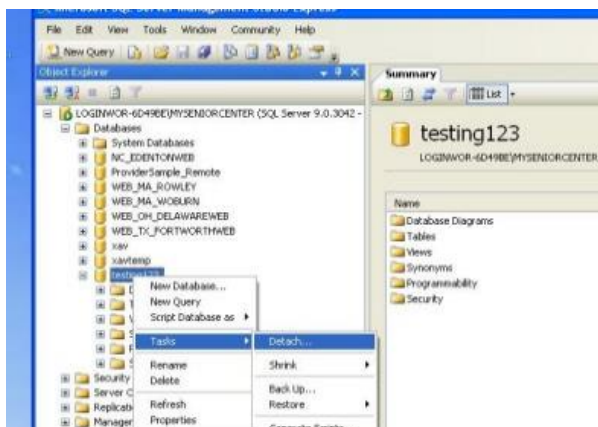 Microsoft SQL Server Management Studio Express
File Edit View Tools Window Community Help
New Query
Object Explorer
LOGINWOR-6D49BE\MYSENIORCENTER (SQL Server 9.0.3042 -
Databases
System Databases
NC_EDENTONWEB
ProviderSample_Remote
WEB_MA_ROWLEY
WEB_MA_WOBURN
WEB_OH_DELAWAREWEB
WEB_TX_FORTWORTHWEB
xav
xavtemp
testing123
Security
Server O
Replicati
Manager
New Database...
New Query
Script Database as
Tasks
Rename
Delete
Refresh
Properties
Detach...
Shrink
Back Up...
Restore
Generate Scripts...
Summary
List
testing123
LOGINWOR-6D49BE\MYSENIORCENTER
Name
Database Diagrams
Tables
Views
Synonyms
Programmability
Security